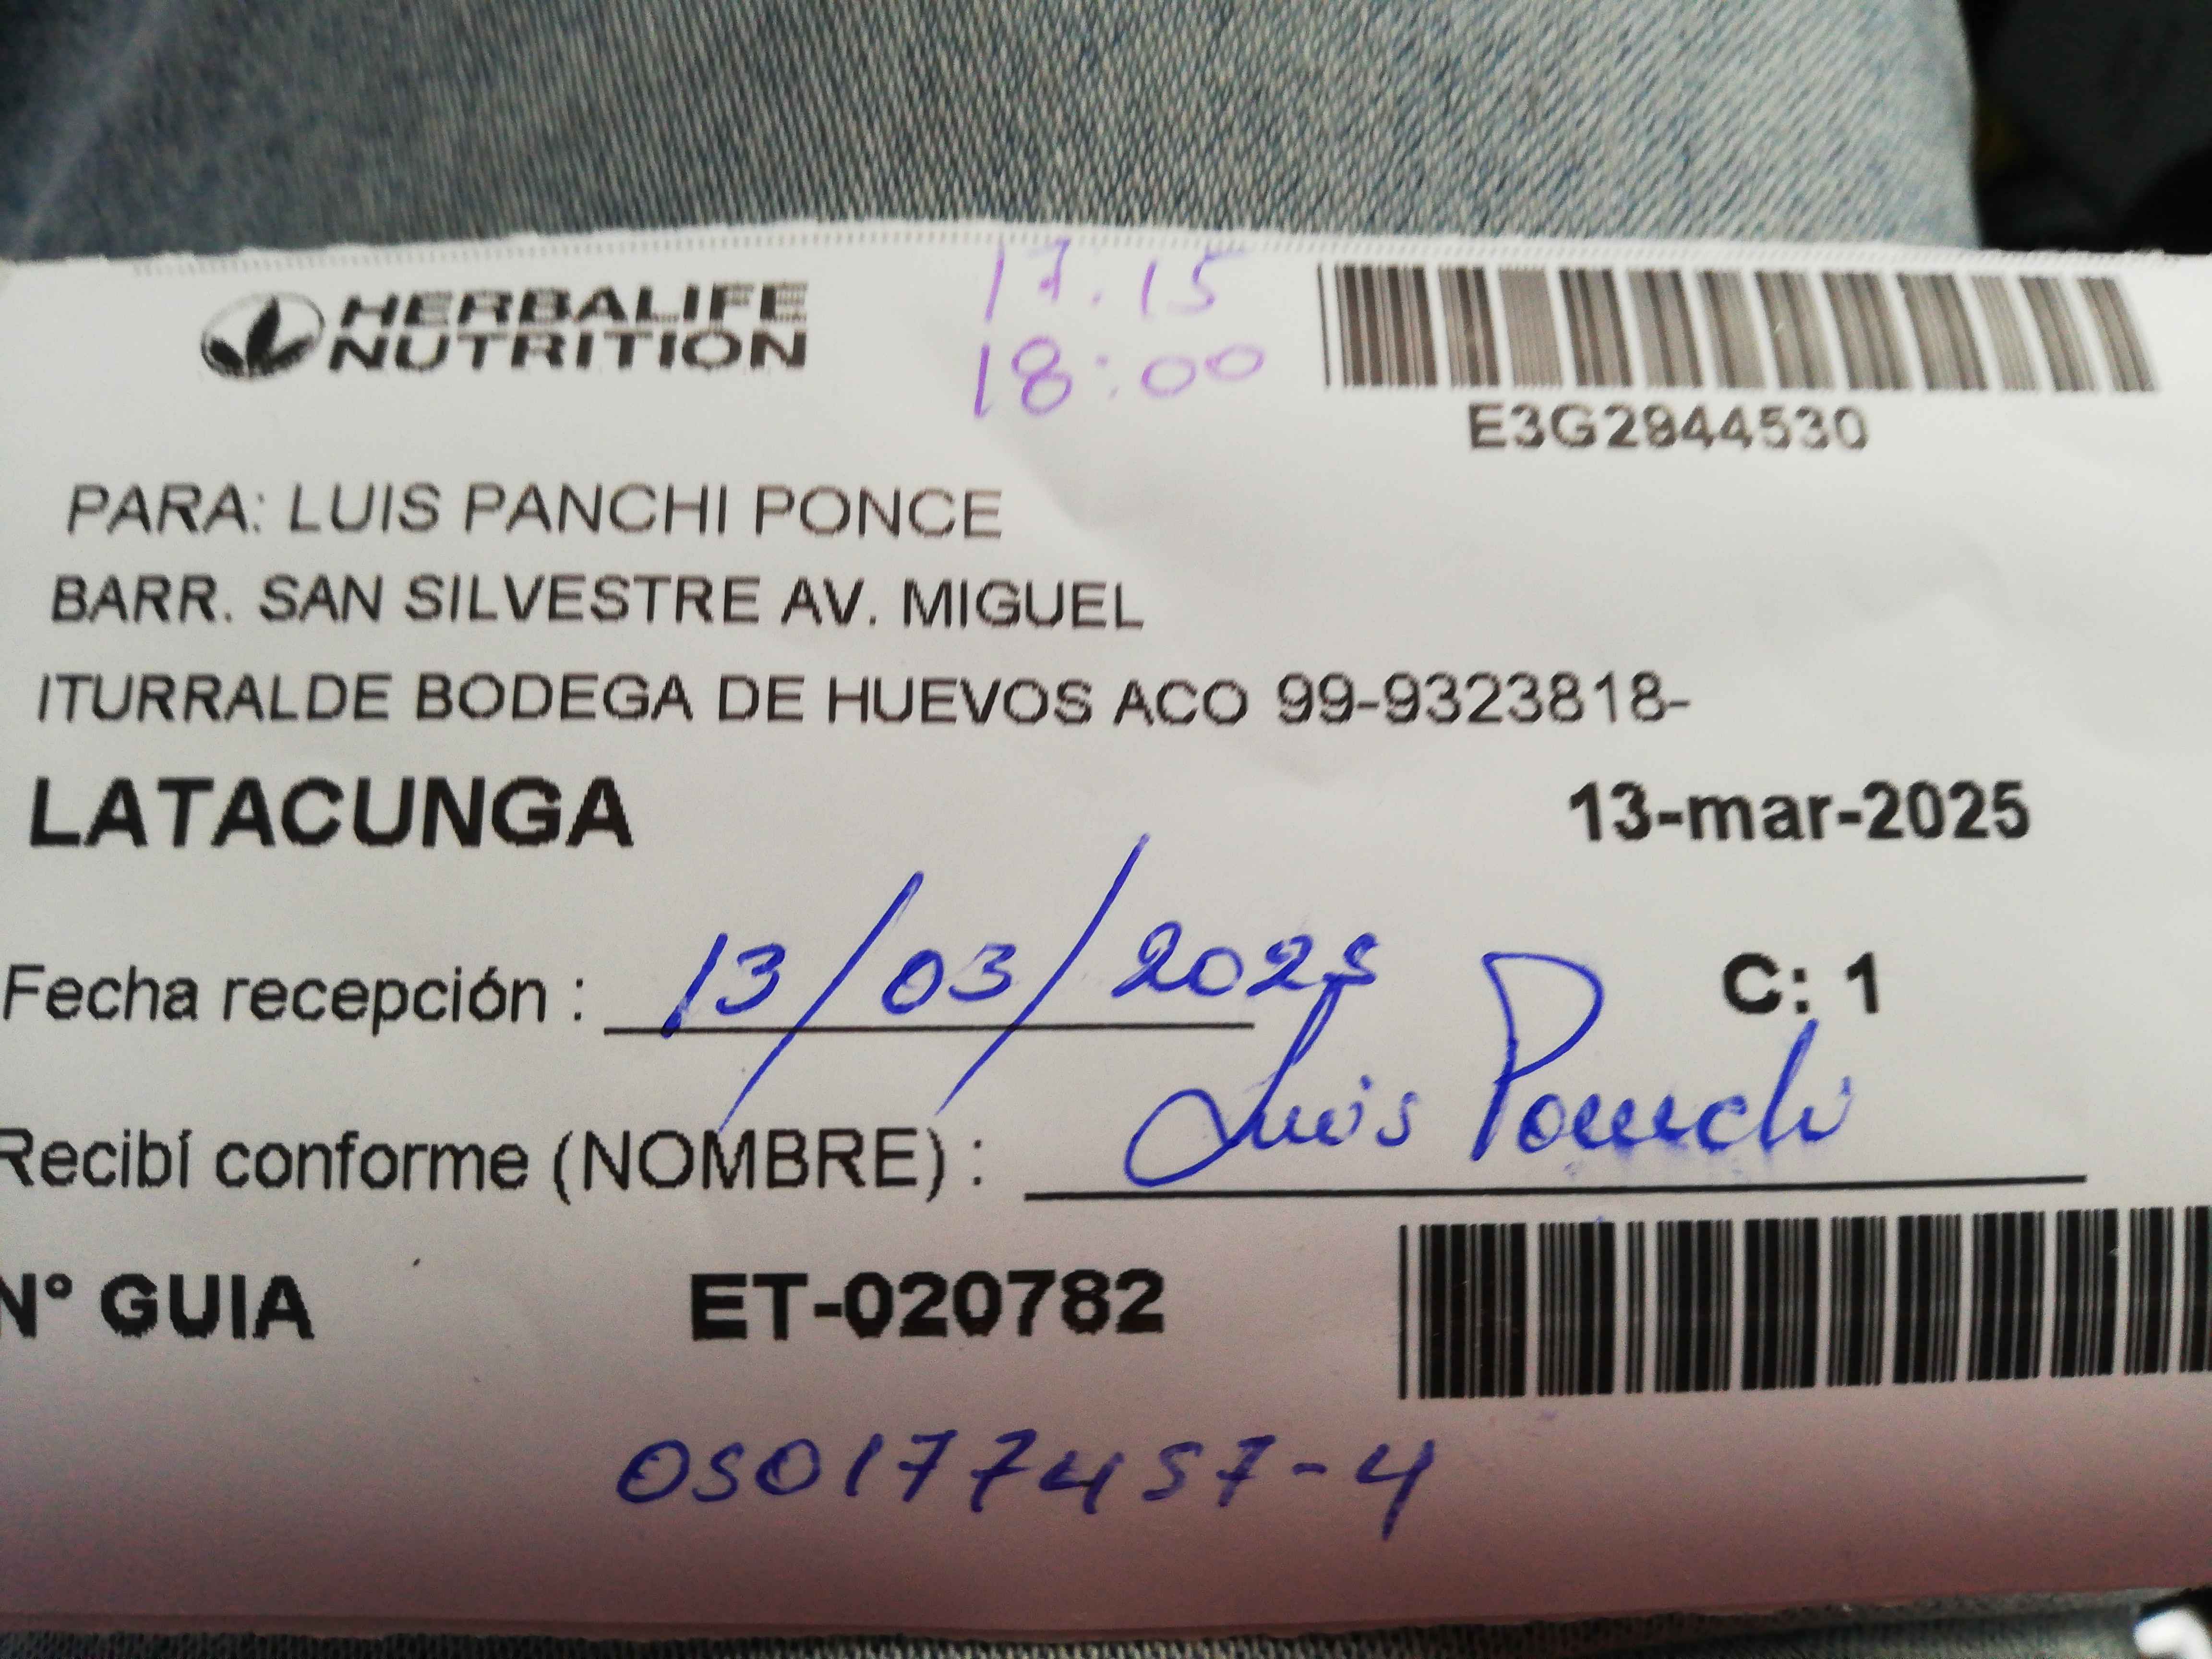 HERBALIFE
NUTRITION
17.15
18:00
E3G2944530
PARA: LUIS PANCHI PONCE
BARR. SAN SILVESTRE AV. MIGUEL
ITURRALDE BODEGA DE HUEVOS ACO 99-9323818-
LATACUNGA
13-mar-2025
Fecha recepción : 13/03/2025
C: 1
Recibí conforme (NOMBRE) : Luis Panchi
N° GUIA ET-020782
050177457-4